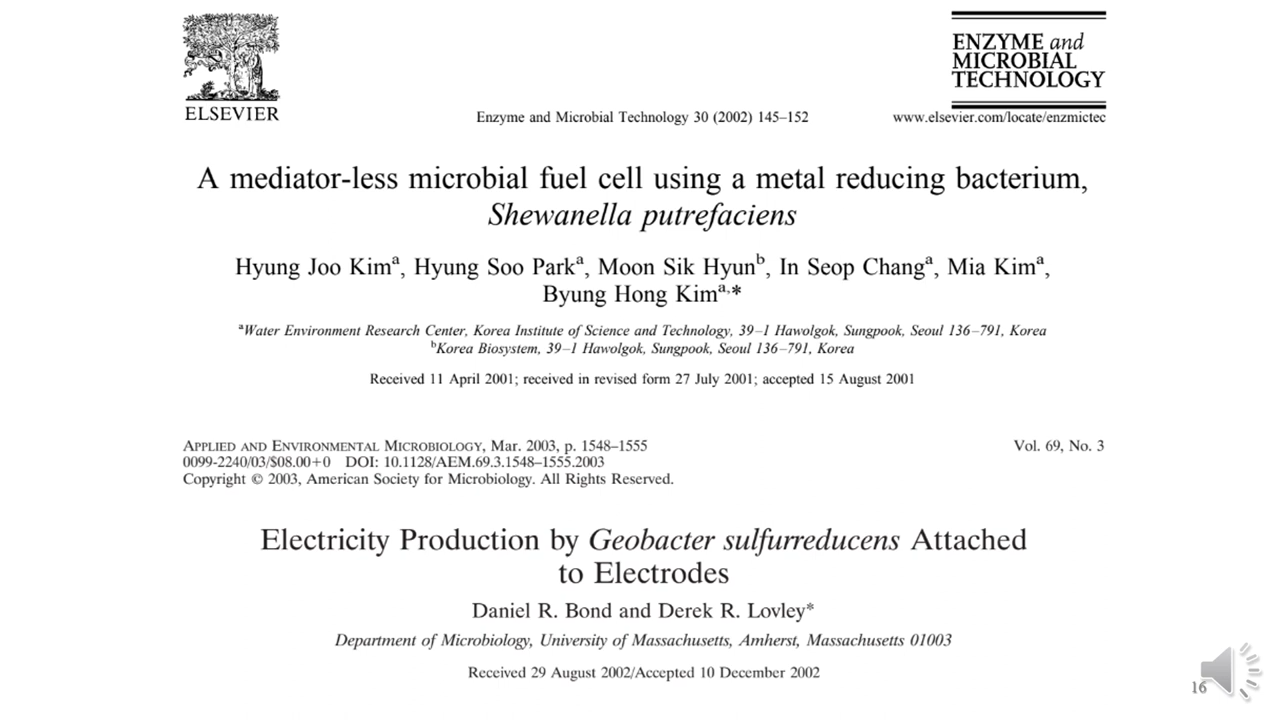 ELSEVIER
ENZYME and
MICROBIAL
TECHNOLOGY
Enzyme and Microbial Technology 30 (2002) 145–152
www.elsevier.com/locate/enzmictec
A mediator-less microbial fuel cell using a metal reducing bacterium,
Shewanella putrefaciens
Hyung Joo Kimᵃ, Hyung Soo Parkᵃ, Moon Sik Hyunᵇ, In Seop Changᵃ, Mia Kimᵃ,
Byung Hong Kimᵃ,*
ᵃWater Environment Research Center, Korea Institute of Science and Technology, 39–1 Hawolgok, Sungpook, Seoul 136–791, Korea
ᵇKorea Biosystem, 39–1 Hawolgok, Sungpook, Seoul 136–791, Korea
Received 11 April 2001; received in revised form 27 July 2001; accepted 15 August 2001
APPLIED AND ENVIRONMENTAL MICROBIOLOGY, Mar. 2003, p. 1548–1555
Vol. 69, No. 3
0099-2240/03/$08.00+0 DOI: 10.1128/AEM.69.3.1548–1555.2003
Copyright © 2003, American Society for Microbiology. All Rights Reserved.
Electricity Production by Geobacter sulfurreducens Attached
to Electrodes
Daniel R. Bond and Derek R. Lovley*
Department of Microbiology, University of Massachusetts, Amherst, Massachusetts 01003
Received 29 August 2002/Accepted 10 December 2002
16